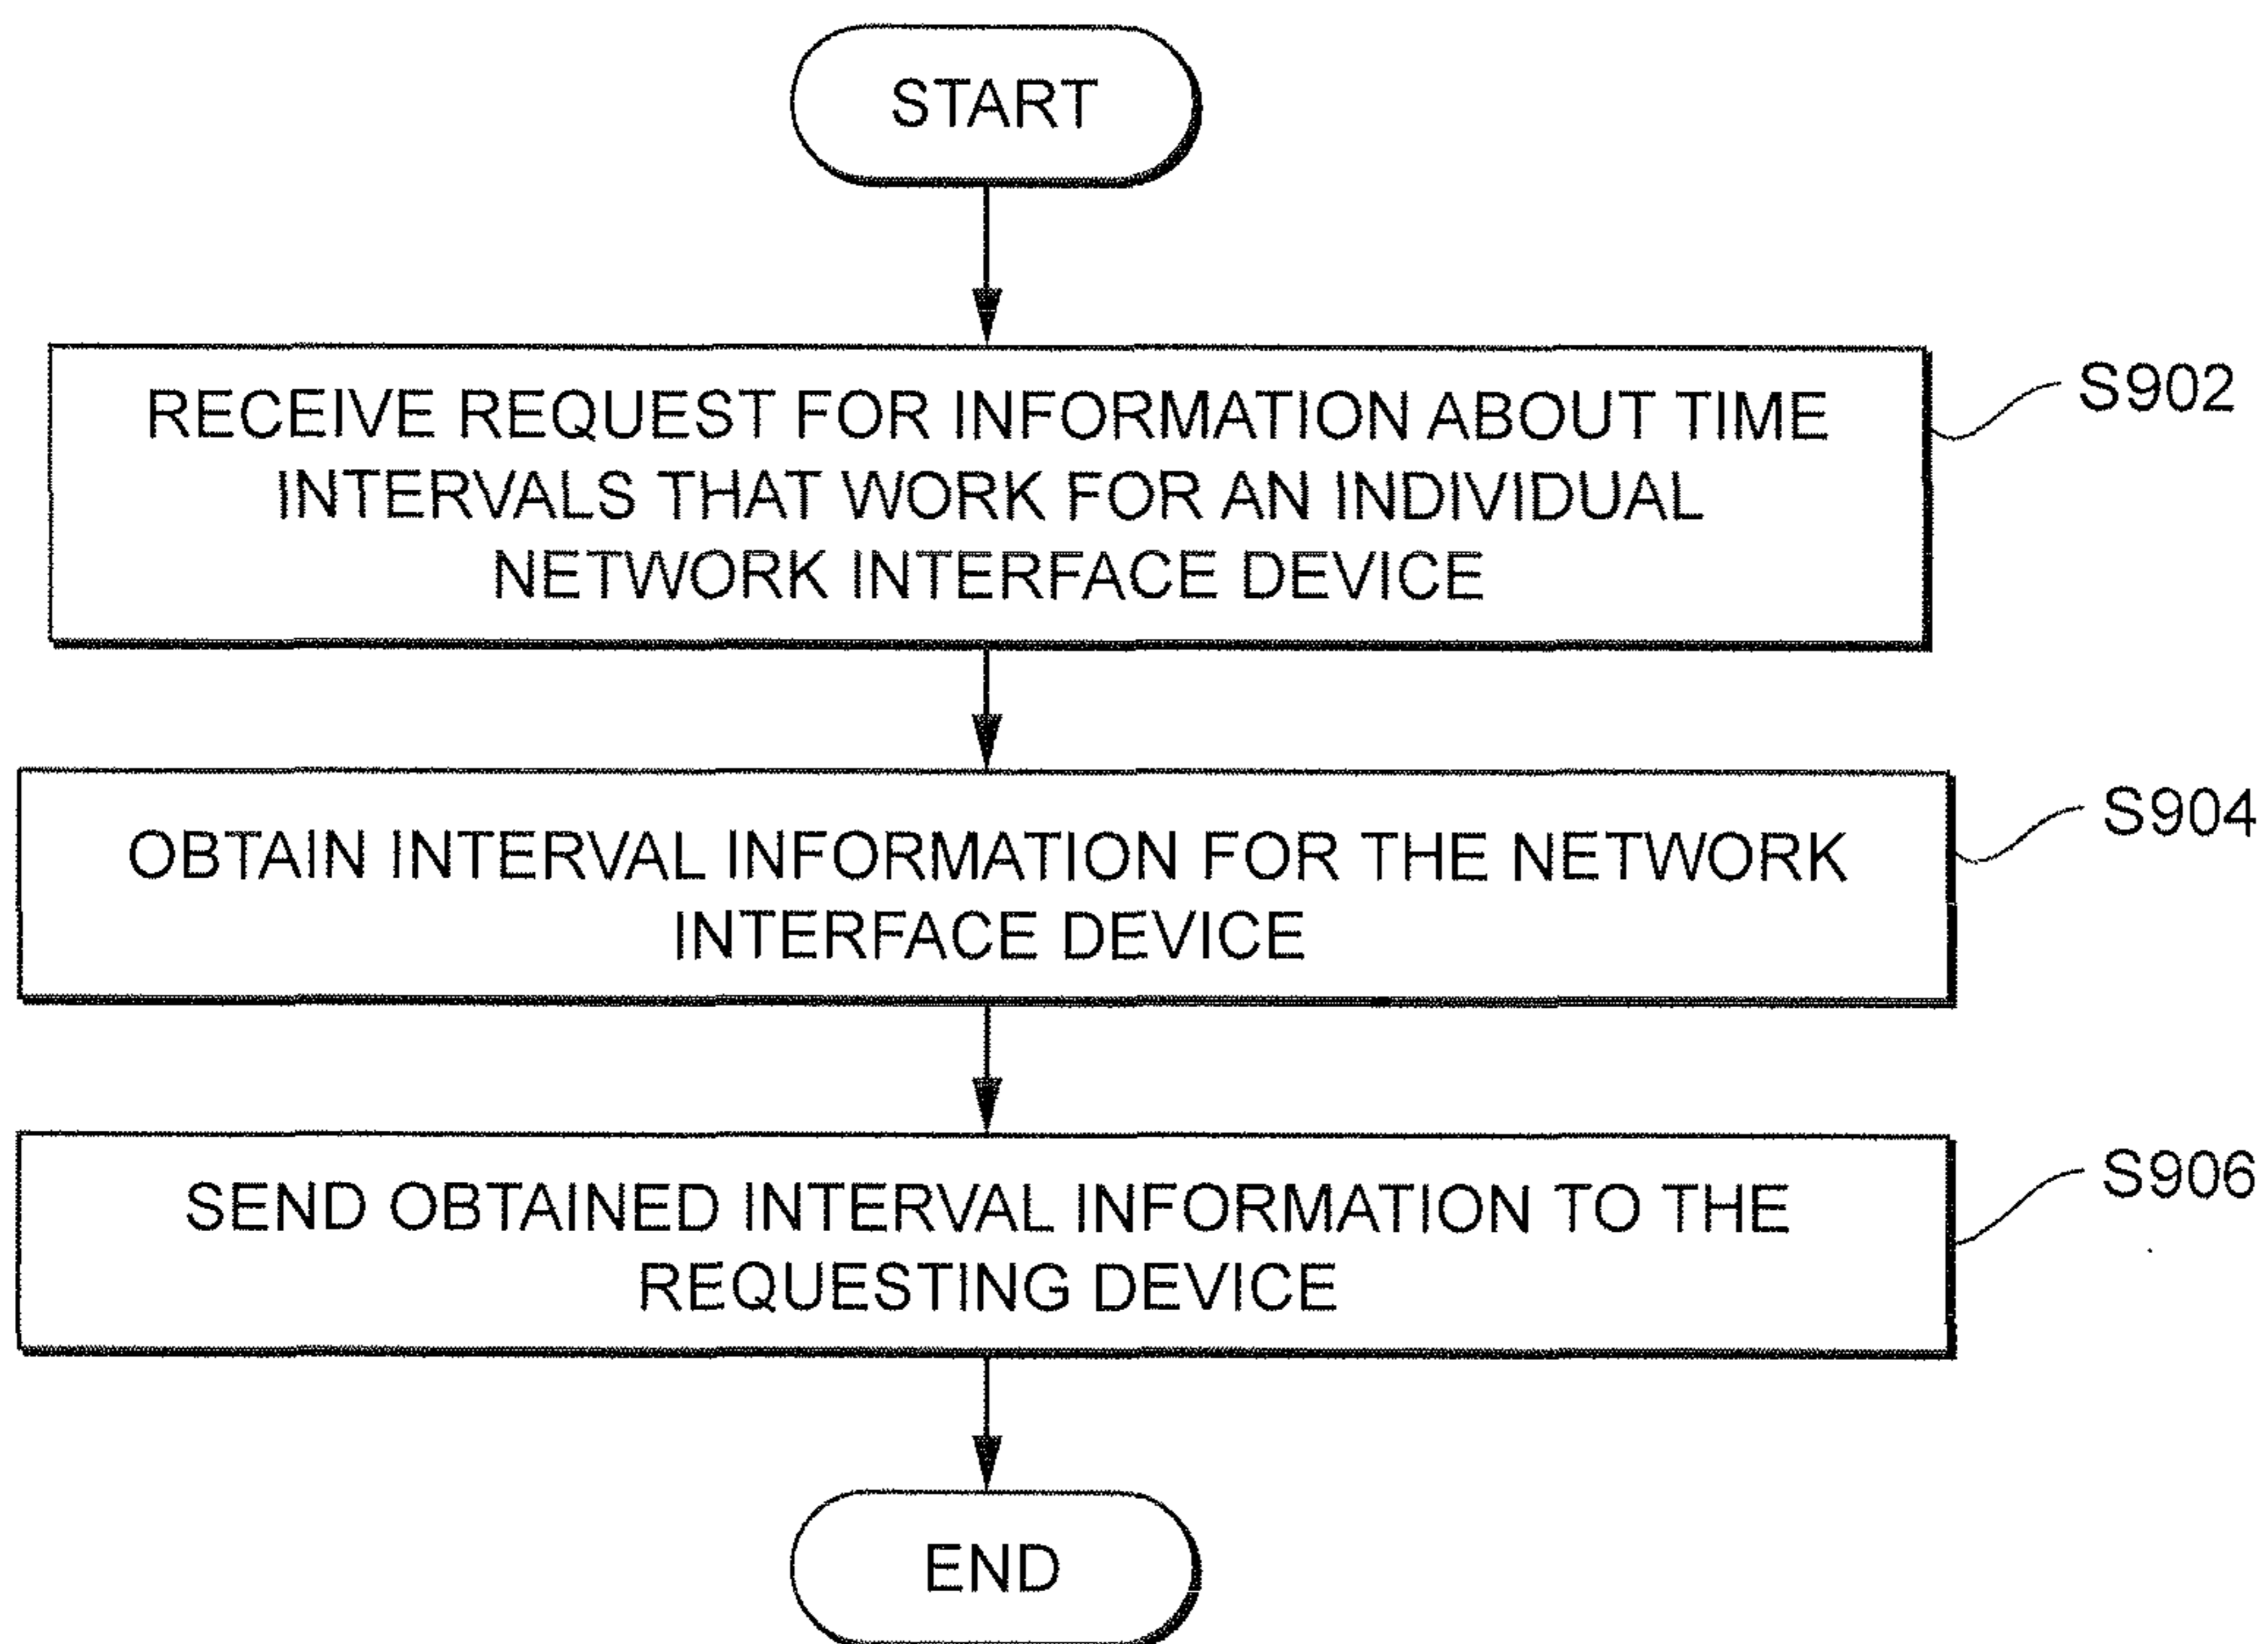 START
RECEIVE REQUEST FOR INFORMATION ABOUT TIME
INTERVALS THAT WORK FOR AN INDIVIDUAL
NETWORK INTERFACE DEVICE
S902
OBTAIN INTERVAL INFORMATION FOR THE NETWORK
INTERFACE DEVICE
S904
SEND OBTAINED INTERVAL INFORMATION TO THE
REQUESTING DEVICE
S906
END